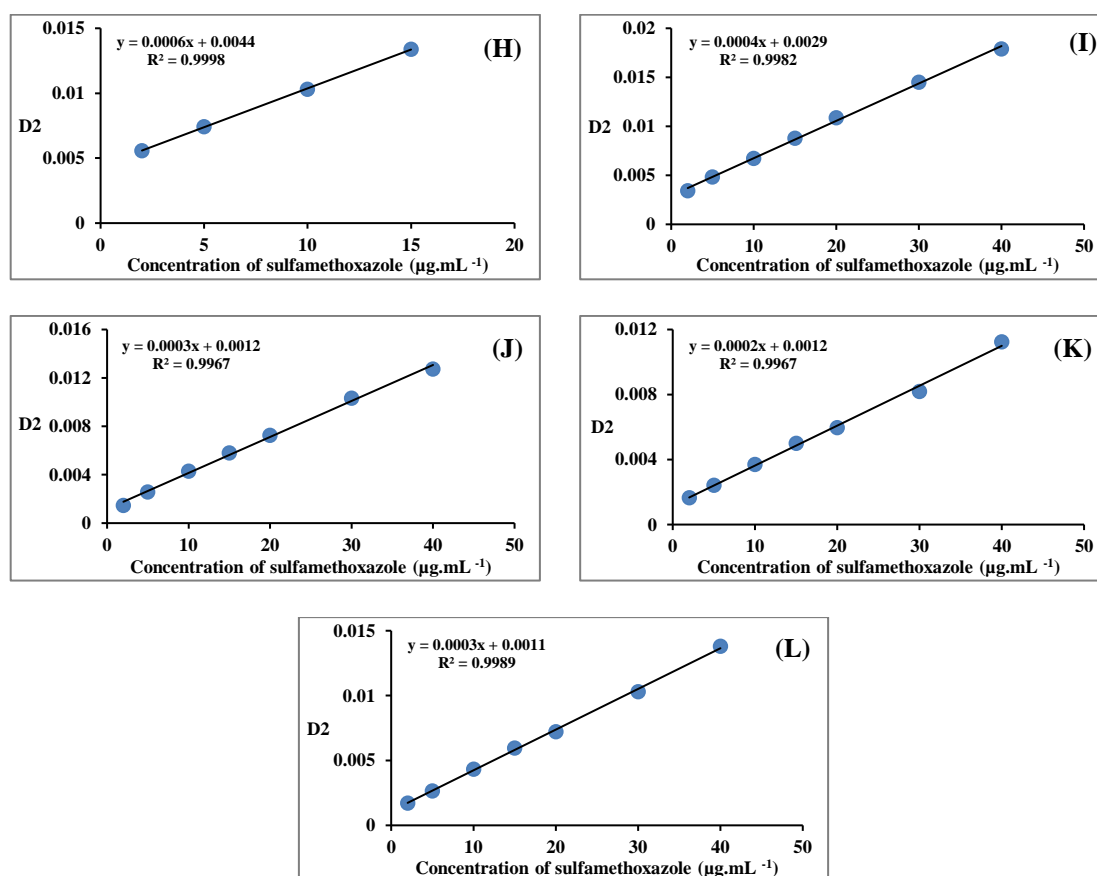 0.015
y = 0.0006x + 0.0044
R² = 0.9998
(H)
0.01
D2
0.005
0
0 5 10 15 20
Concentration of sulfamethoxazole (µg.mL ⁻¹)
0.02
y = 0.0004x + 0.0029
R² = 0.9982
(I)
0.015
0.01
D2
0.005
0
0 10 20 30 40 50
Concentration of sulfamethoxazole (µg.mL ⁻¹)
0.016
y = 0.0003x + 0.0012
R² = 0.9967
(J)
0.012
D2
0.008
0.004
0
0 10 20 30 40 50
Concentration of sulfamethoxazole (µg.mL ⁻¹)
0.012
y = 0.0002x + 0.0012
R² = 0.9967
(K)
0.008
D2
0.004
0
0 10 20 30 40 50
Concentration of sulfamethoxazole (µg.mL ⁻¹)
0.015
y = 0.0003x + 0.0011
R² = 0.9989
(L)
0.01
D2
0.005
0
0 10 20 30 40 50
Concentration of sulfamethoxazole (µg.mL ⁻¹)